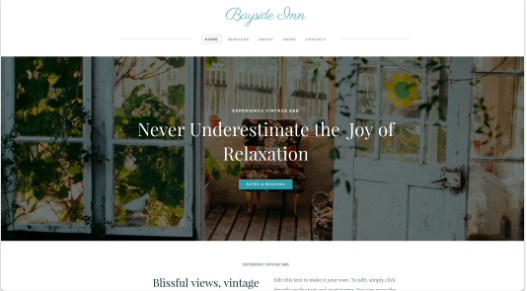 Bayside Inn
HOME SERVICES ABOUT NEWS CONTACT
EXPERIENCE VINTAGE B&B
Never Underestimate the Joy of
Relaxation
RATES & BOOKING
EXPERIENCE VINTAGE B&B
Blissful views, vintage
Edit this text to make it your own. To edit, simply click